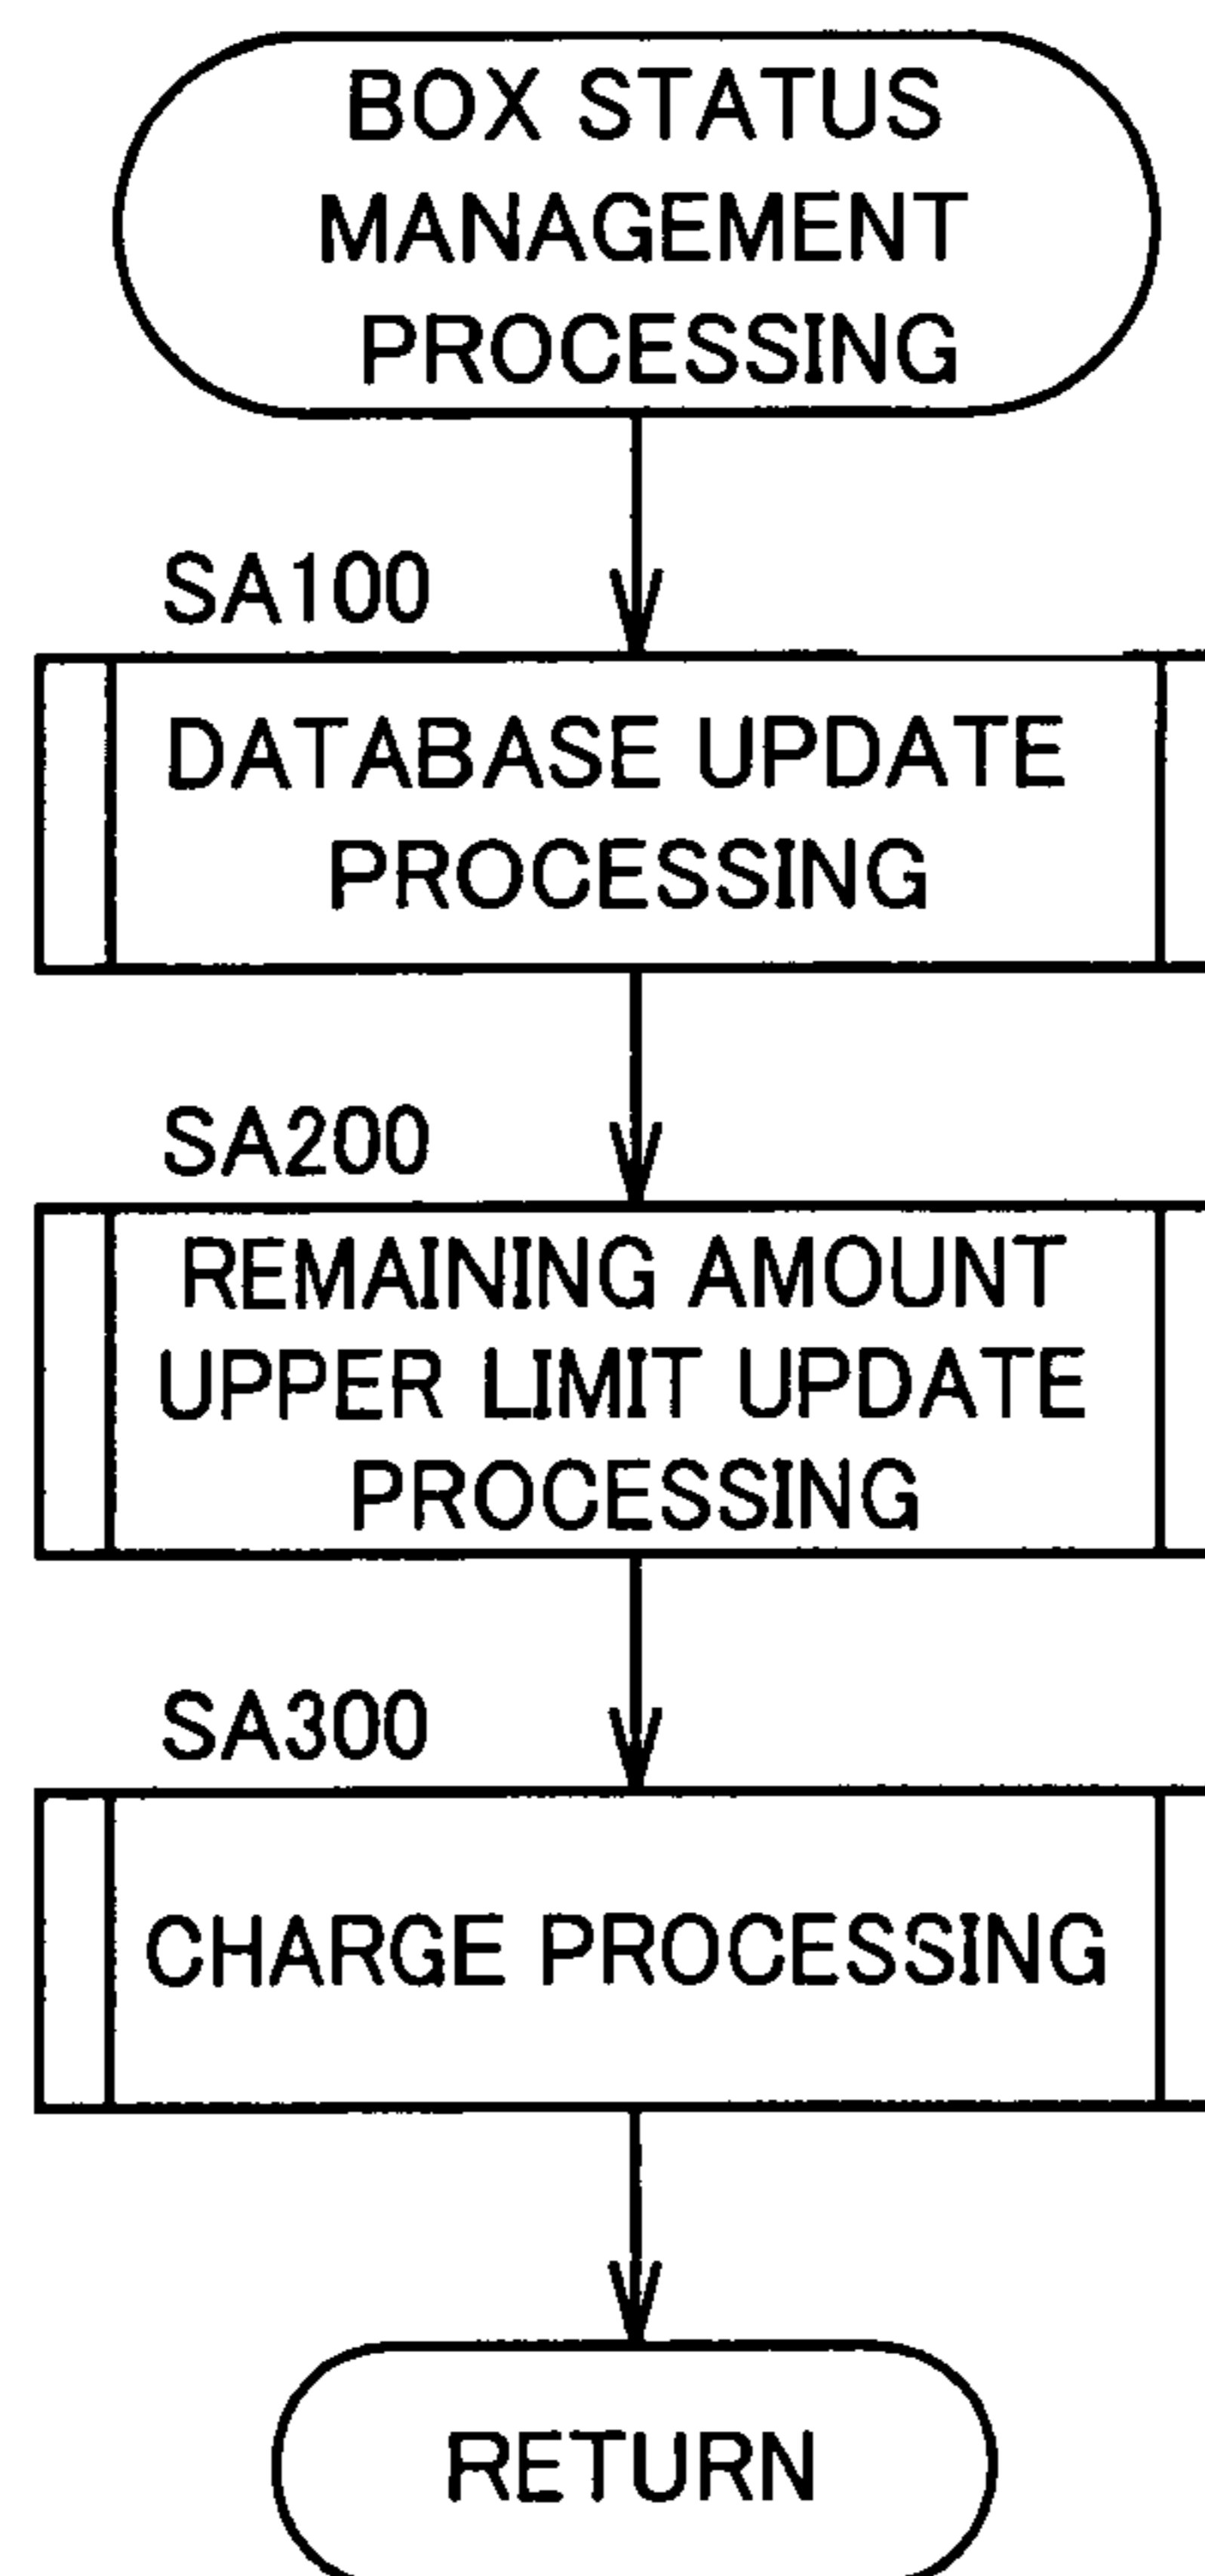 BOX STATUS
MANAGEMENT
PROCESSING
SA100
DATABASE UPDATE
PROCESSING
SA200
REMAINING AMOUNT
UPPER LIMIT UPDATE
PROCESSING
SA300
CHARGE PROCESSING
RETURN